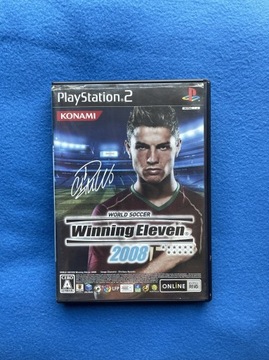 PlayStation 2
KONAMI
WORLD SOCCER
Winning Eleven
2008
A
ONLINE